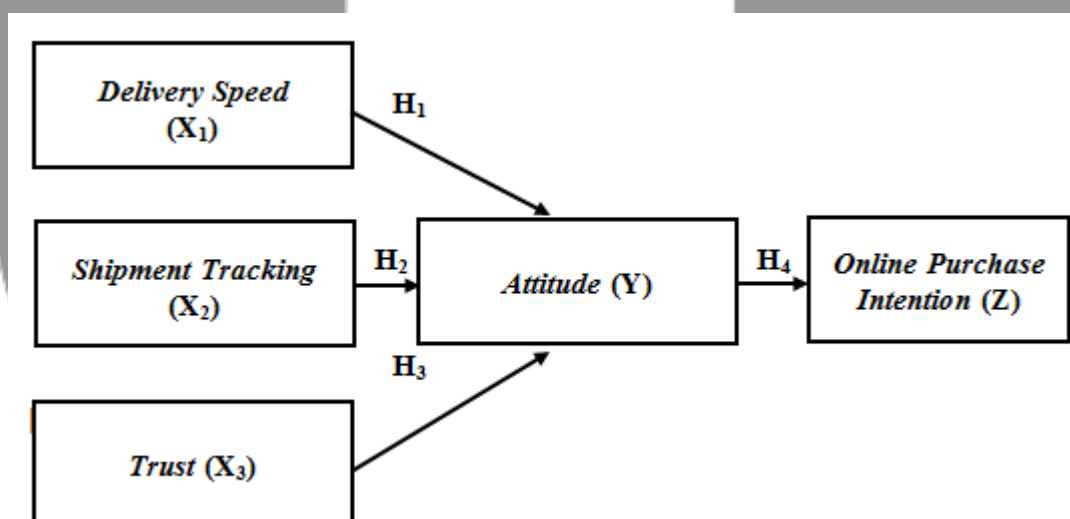 Delivery Speed
(X₁)
H₁
Shipment Tracking
(X₂)
H₂
Attitude (Y)
H₄
Online Purchase
Intention (Z)
H₃
Trust (X₃)